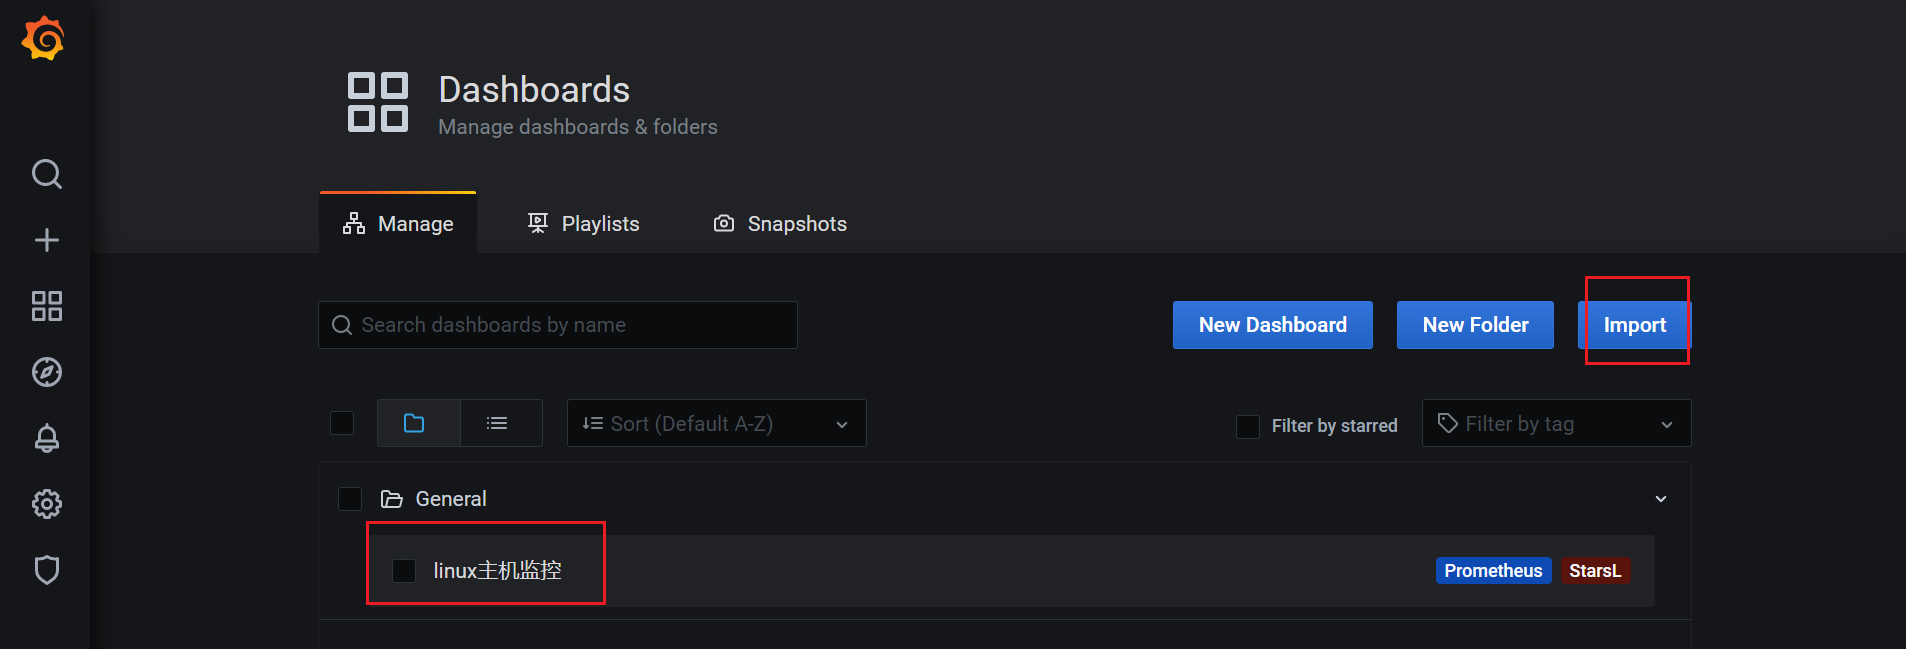 Dashboards
Manage dashboards & folders
Manage
Playlists
Snapshots
Search dashboards by name
New Dashboard
New Folder
Import
Sort (Default A-Z)
Filter by starred
Filter by tag
General
linux主机监控
Prometheus
StarsL